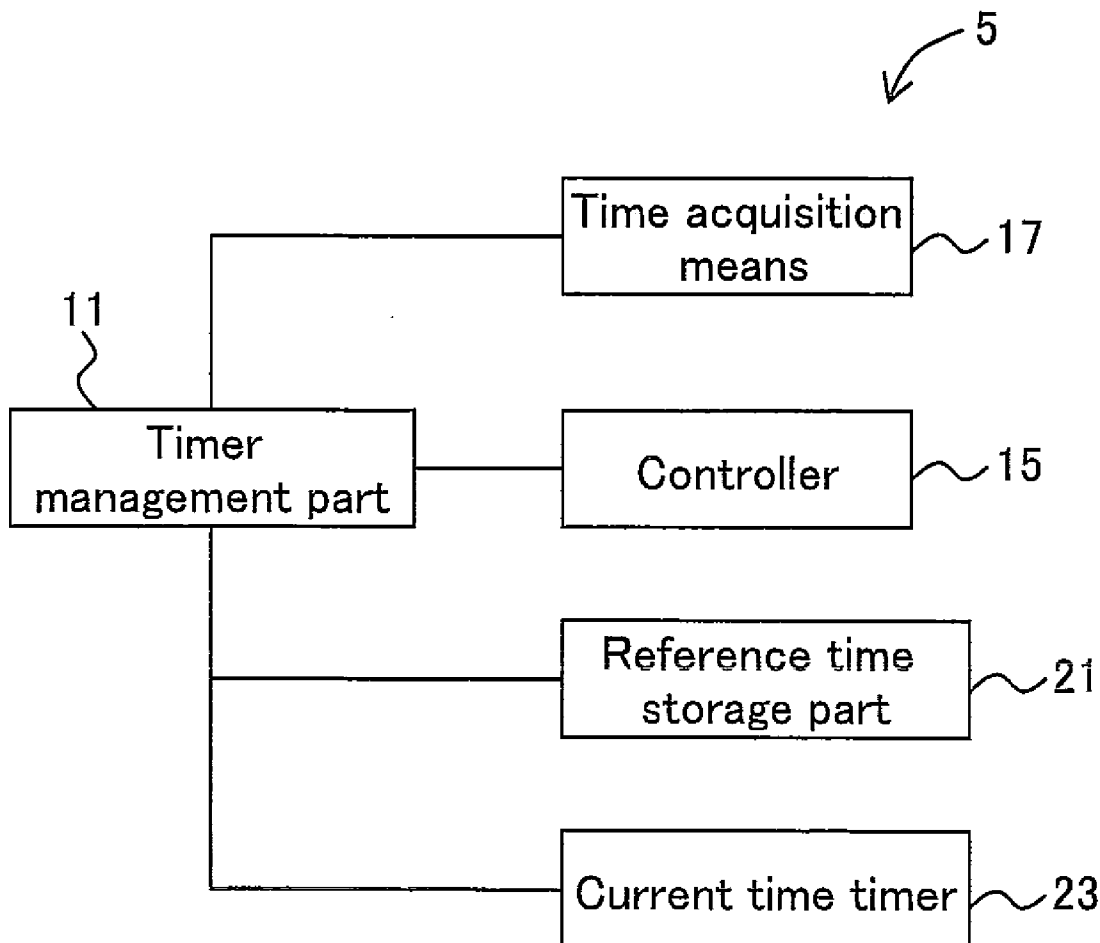 5
Time acquisition
means
17
11
Timer
management part
Controller
15
Reference time
storage part
21
Current time timer
23